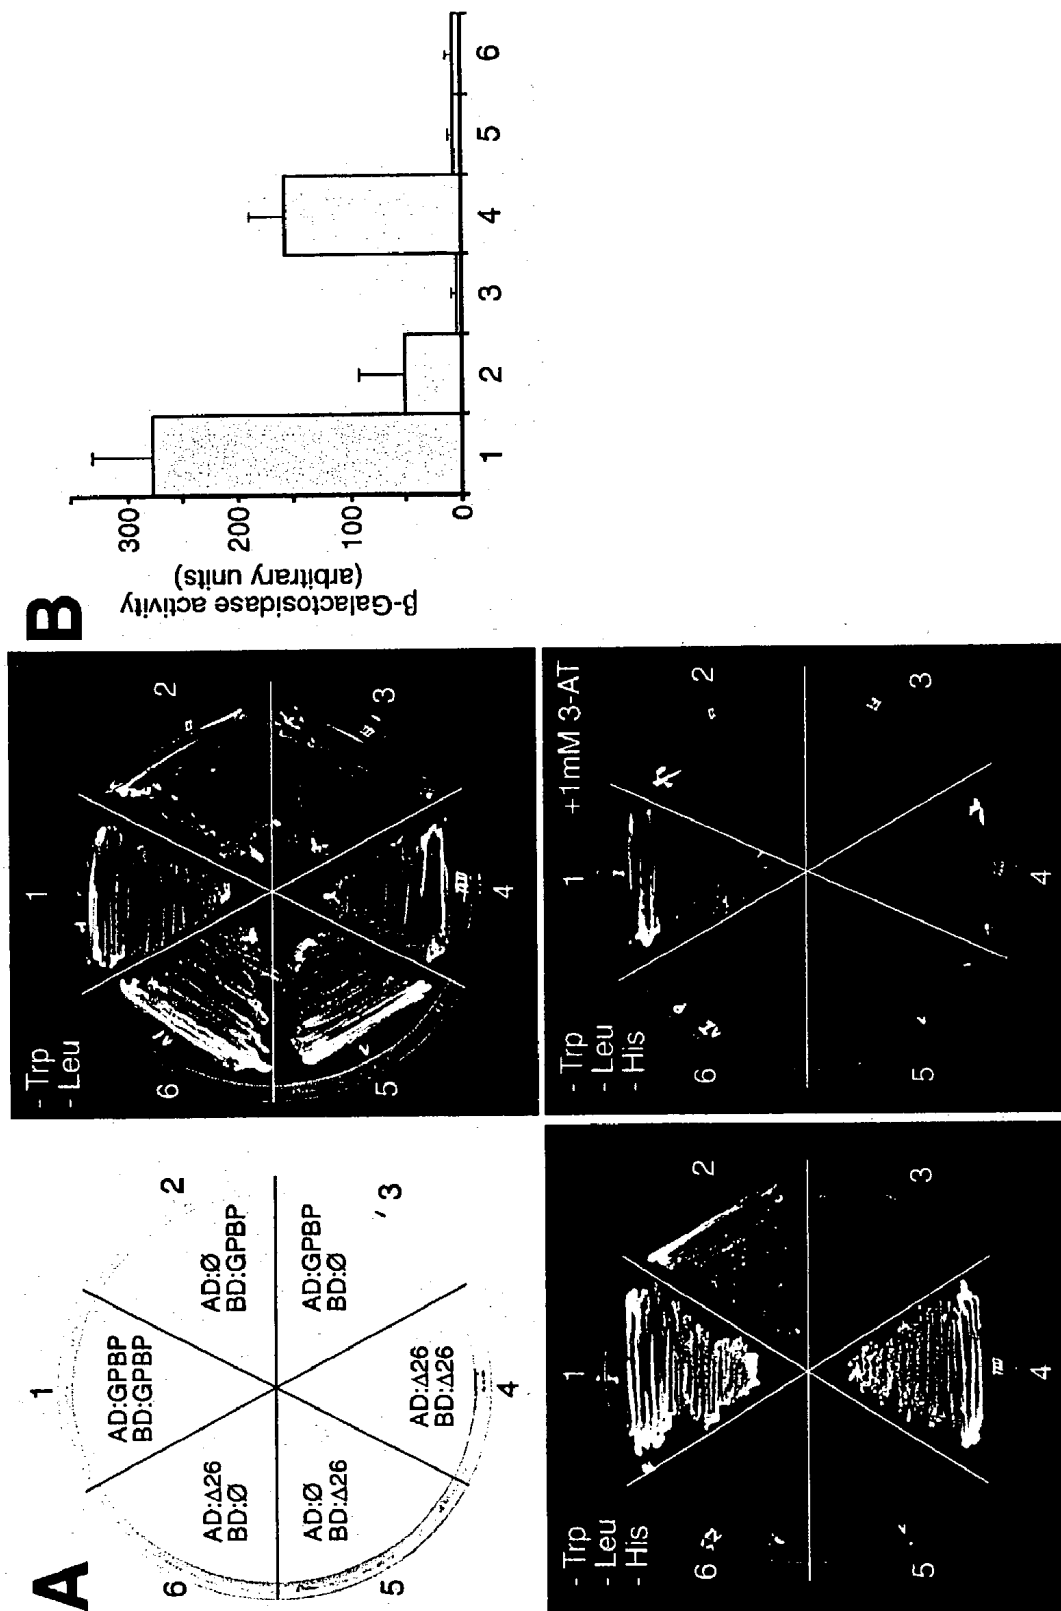 A
1
2
3
4
5
6
AD:GPBP
BD:GPBP
AD:Ø
BD:GPBP
AD:GPBP
BD:Ø
AD:Δ26
BD:Δ26
AD:Ø
BD:Δ26
AD:Δ26
BD:Ø
- Trp
- Leu
1
2
3
4
5
6
- Trp
- Leu
- His
1
2
3
4
5
6
- Trp
- Leu
- His
+1mM 3-AT
1
2
3
4
5
6
B
β-Galactosidase activity
(arbitrary units)
300
200
100
0
1
2
3
4
5
6